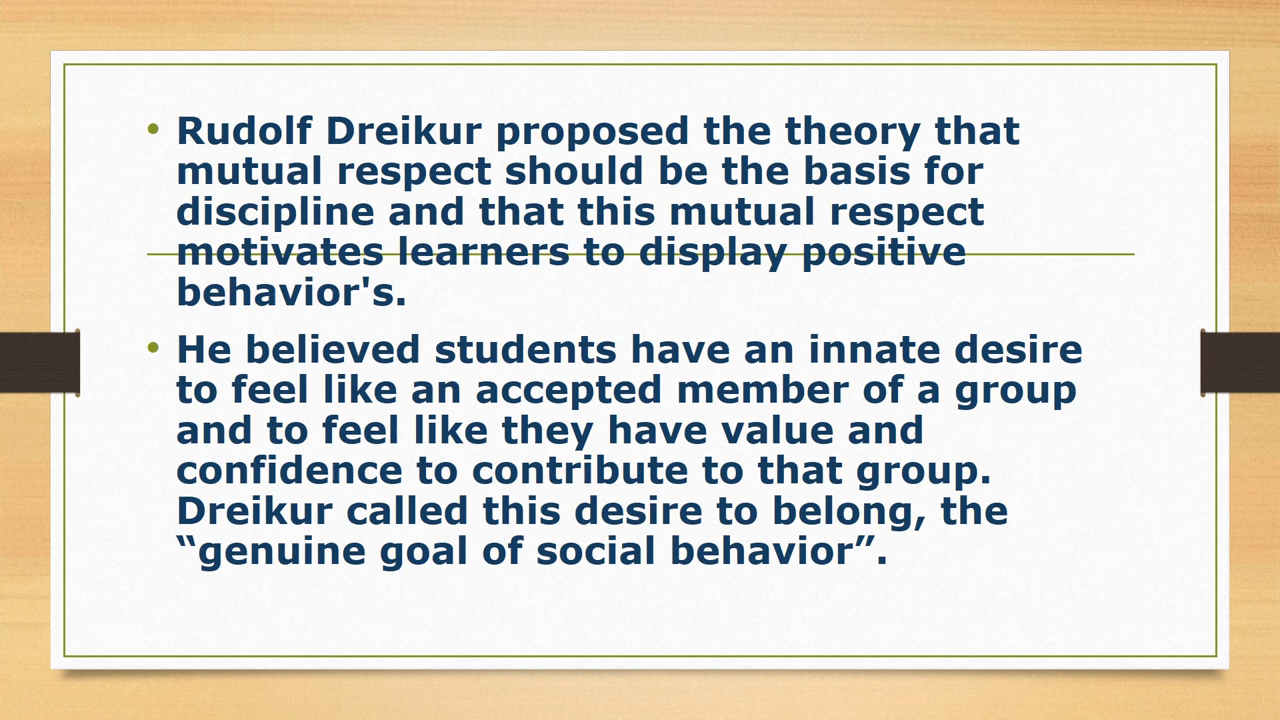 • Rudolf Dreikur proposed the theory that
mutual respect should be the basis for
discipline and that this mutual respect
motivates learners to display positive
behavior's.
• He believed students have an innate desire
to feel like an accepted member of a group
and to feel like they have value and
confidence to contribute to that group.
Dreikur called this desire to belong, the
“genuine goal of social behavior”.